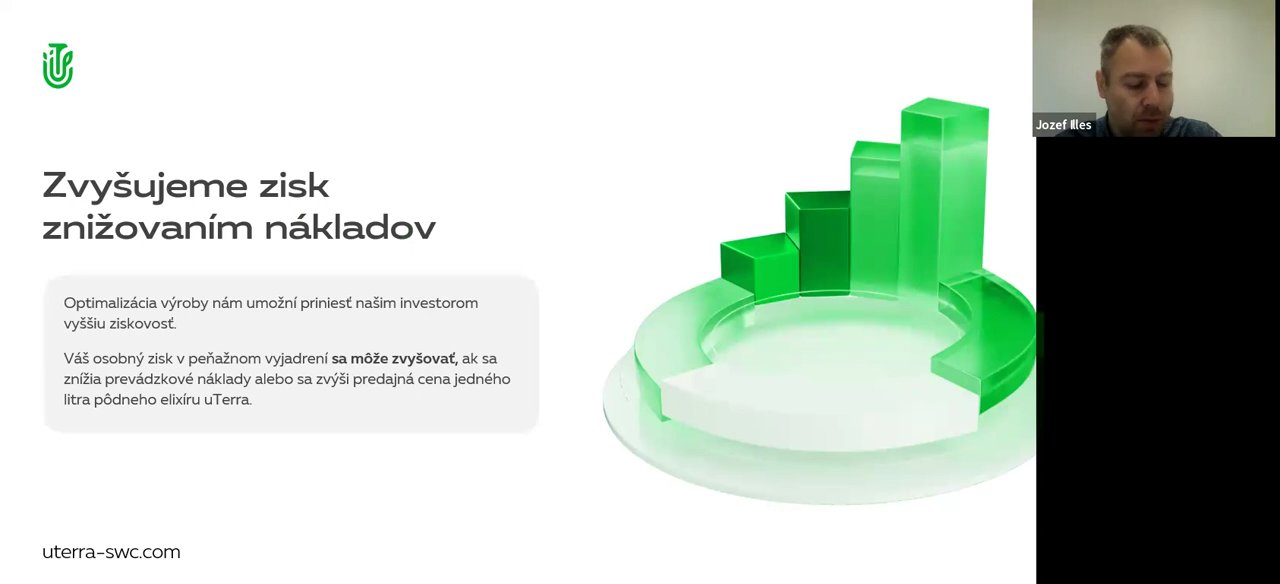 Zvyšujeme zisk
znižovaním nákladov
Optimalizácia výroby nám umožní priniesť našim investorom
vyššiu ziskovosť.
Váš osobný zisk v peňažnom vyjadrení sa môže zvyšovať, ak sa
znížia prevádzkové náklady alebo sa zvýši predajná cena jedného
litra pôdneho elixíru uTerra.
uterra-swc.com
Jozef Illes